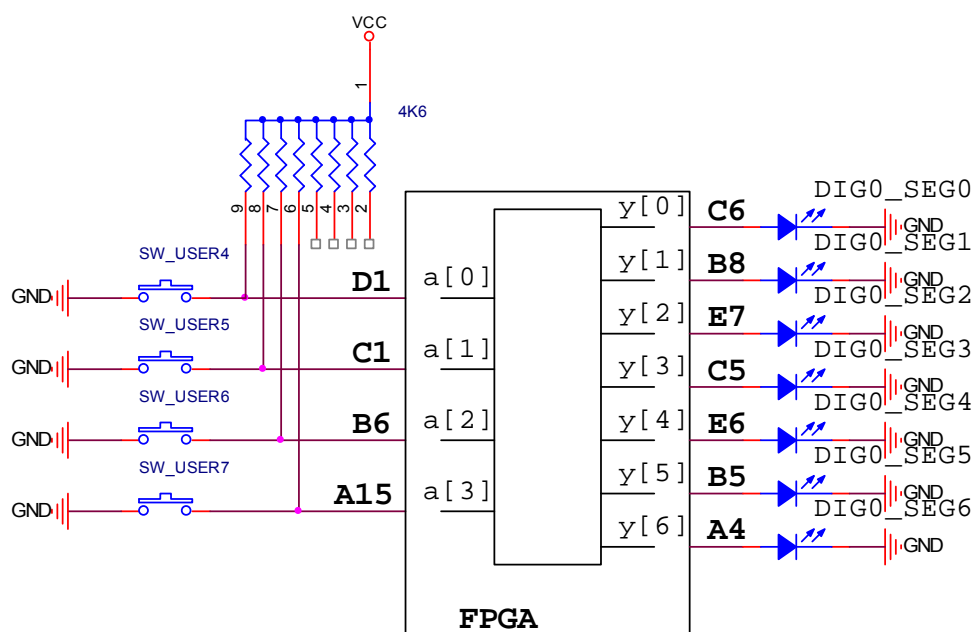 VCC
1
4K6
9 8 7 6 5 4 3 2
DIG0_SEG0
SW_USER4
GND
D1
a[0]
y[0]
C6
GND
DIG0_SEG1
y[1]
B8
GND
DIG0_SEG2
SW_USER5
GND
C1
a[1]
y[2]
E7
GND
DIG0_SEG3
y[3]
C5
GND
DIG0_SEG4
SW_USER6
GND
B6
a[2]
y[4]
E6
GND
DIG0_SEG5
SW_USER7
GND
A15
a[3]
y[5]
B5
GND
DIG0_SEG6
y[6]
A4
GND
FPGA